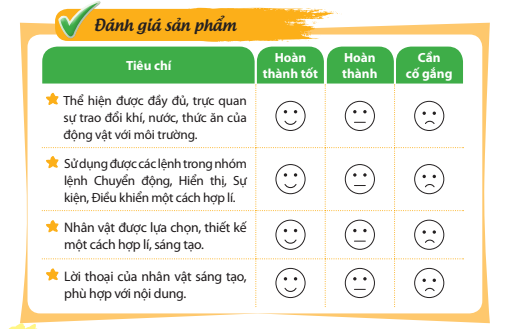 Đánh giá sản phẩm
Tiêu chí
Hoàn thành tốt
Hoàn thành
Cần cố gắng
Thể hiện được đầy đủ, trực quan
sự trao đổi khí, nước, thức ăn của
động vật với môi trường.
Sử dụng được các lệnh trong nhóm
lệnh Chuyển động, Hiển thị, Sự
kiện, Điều khiển một cách hợp lí.
Nhân vật được lựa chọn, thiết kế
một cách hợp lí, sáng tạo.
Lời thoại của nhân vật sáng tạo,
phù hợp với nội dung.